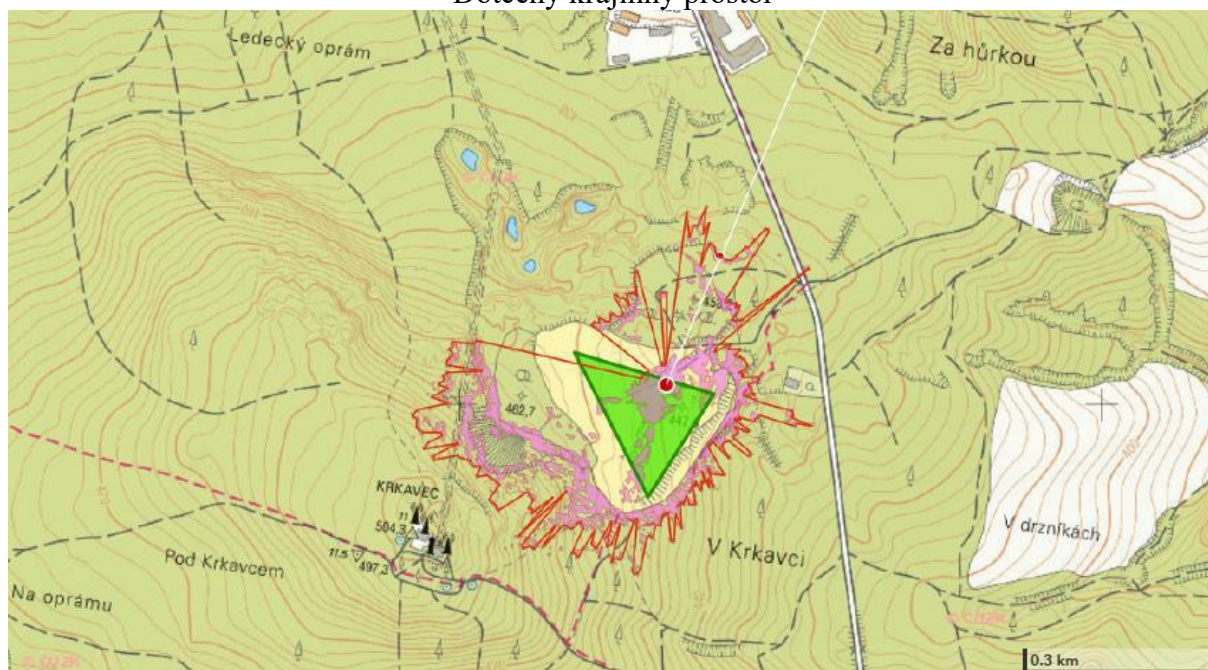 Dotčený krajinný prostor
Ledecký oprám
Za hůrkou
462,7
KRKAVEC
504,3
497,3
Pod Krkavcem
V Krkavci
V drzníkách
Na oprámu
0.3 km